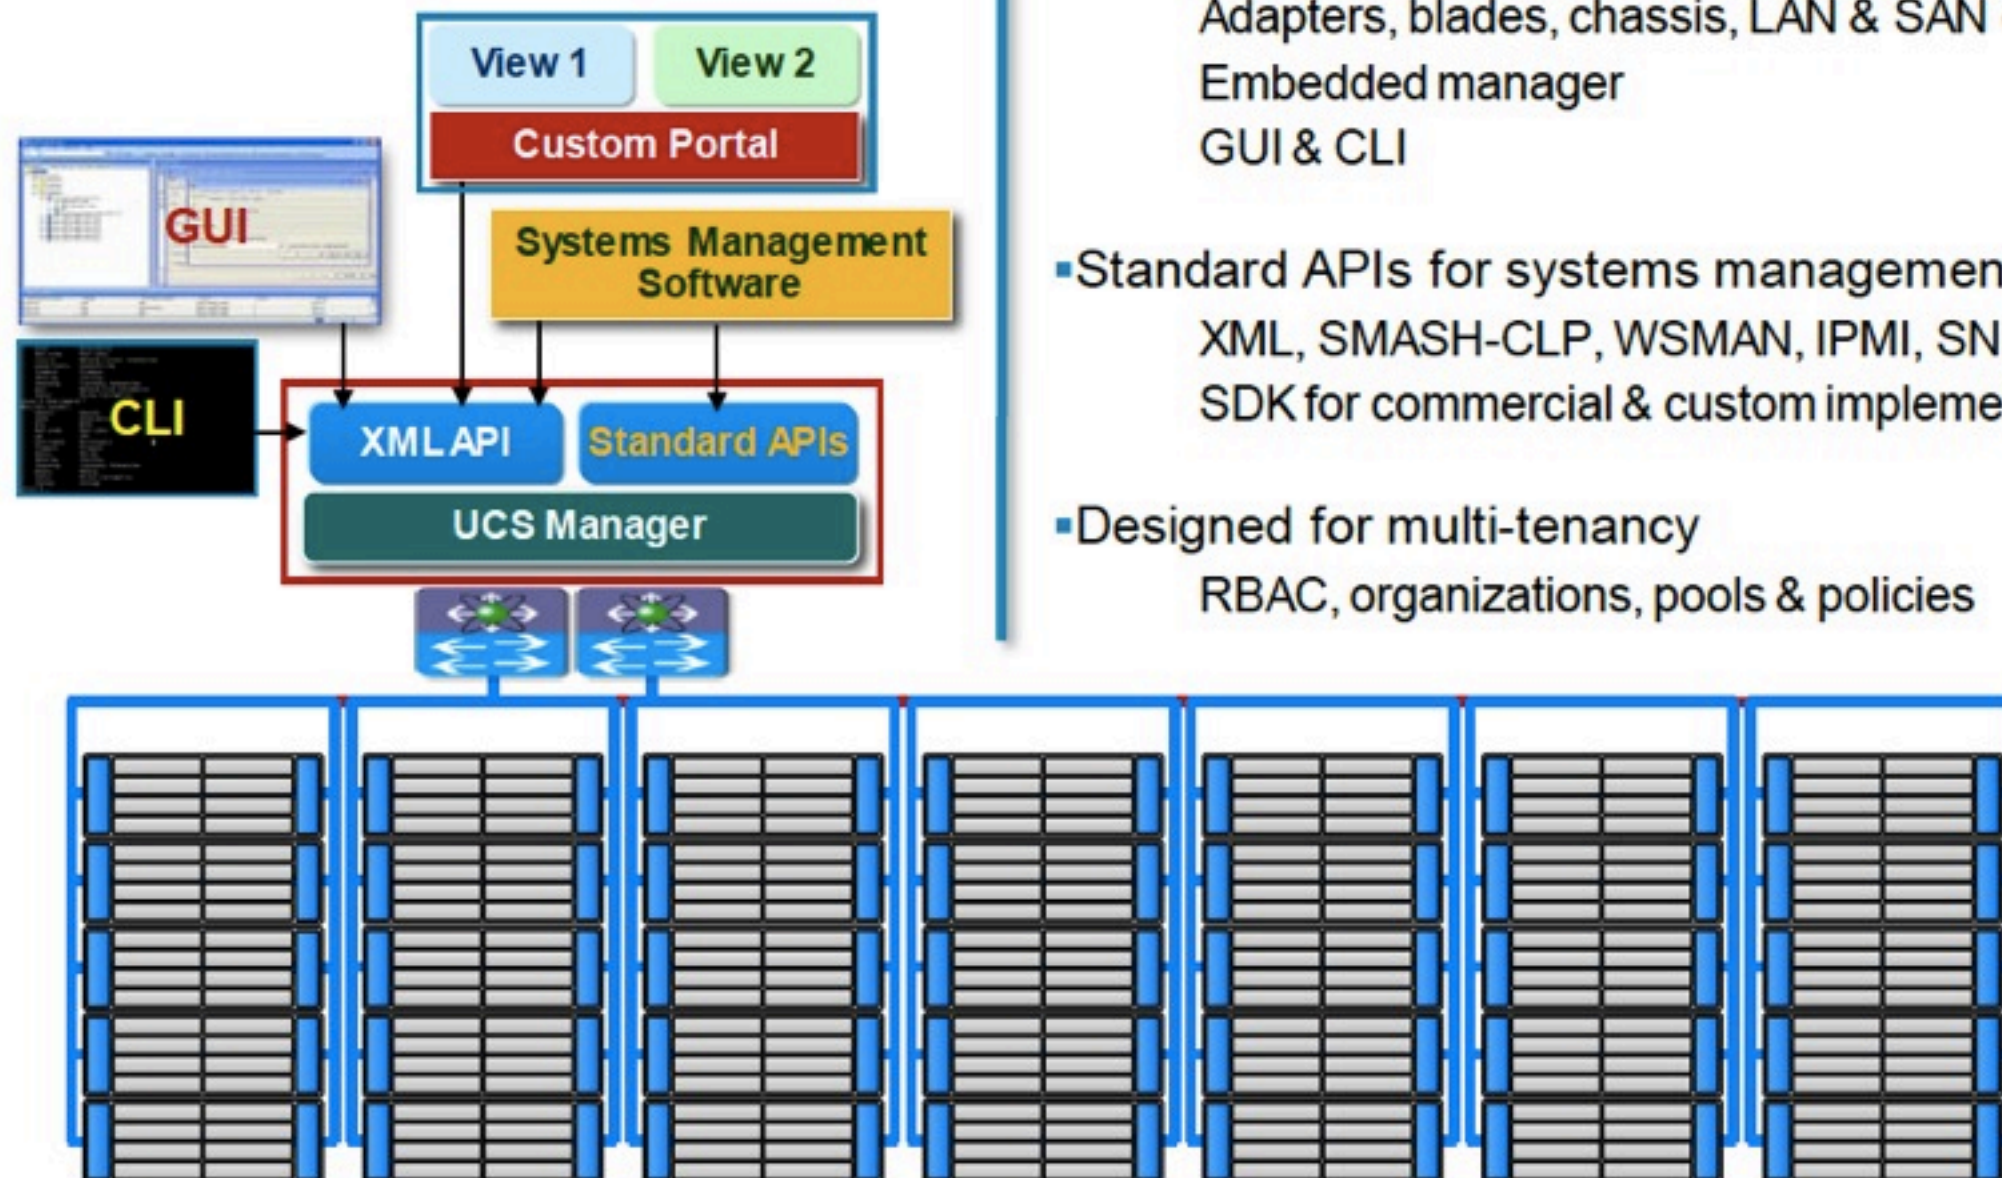 View 1
View 2
Custom Portal
GUI
Systems Management
Software
CLI
XML API
Standard APIs
UCS Manager
Adapters, blades, chassis, LAN & SAN
Embedded manager
GUI & CLI
▪Standard APIs for systems managemen
XML, SMASH-CLP, WSMAN, IPMI, SN
SDK for commercial & custom impleme
▪Designed for multi-tenancy
RBAC, organizations, pools & policies